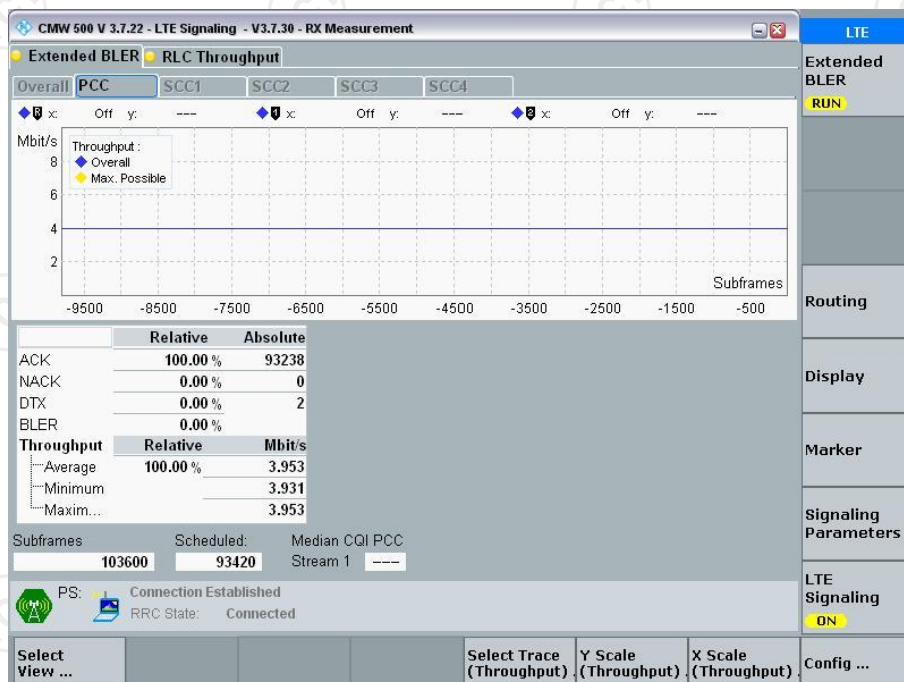 CMW 500 V 3.7.22 - LTE Signaling - V3.7.30 - RX Measurement
LTE
Extended BLER RLC Throughput
Extended BLER
RUN
Overall PCC SCC1 SCC2 SCC3 SCC4
R x: Off y: --- 1 x: Off y: --- 2 x: Off y: ---
Mbit/s
Throughput :
Overall
Max. Possible
8
6
4
2
Subframes
-9500 -8500 -7500 -6500 -5500 -4500 -3500 -2500 -1500 -500
Routing
Relative Absolute
ACK 100.00 % 93238
NACK 0.00 % 0
DTX 0.00 % 2
BLER 0.00 %
Throughput Relative Mbit/s
Average 100.00 % 3.953
Minimum 3.931
Maxim... 3.953
Display
Marker
Signaling Parameters
Subframes Scheduled: Median CQI PCC
103600 93420 Stream 1 ---
PS: Connection Established
RRC State: Connected
LTE Signaling
ON
Select View ...
Select Trace (Throughput)
Y Scale (Throughput)
X Scale (Throughput)
Config ...